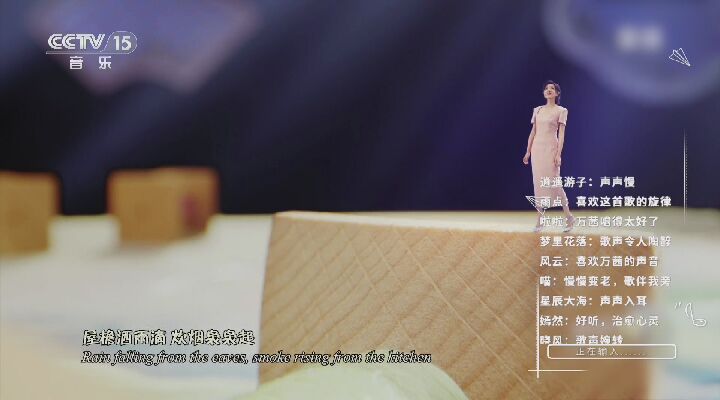 CCTV 15
音乐
逍遥游子：声声慢
雨点：喜欢这首歌的旋律
啦啦：万茜唱得太好了
梦里花落：歌声令人陶醉
风云：喜欢万茜的声音
喵：慢慢变老，歌伴我旁
星辰大海：声声入耳
嫣然：好听，治愈心灵
晓风：歌声婉转
正在输入......
屋檐洒雨滴 炊烟袅袅起
Rain falling from the eaves, smoke rising from the kitchen